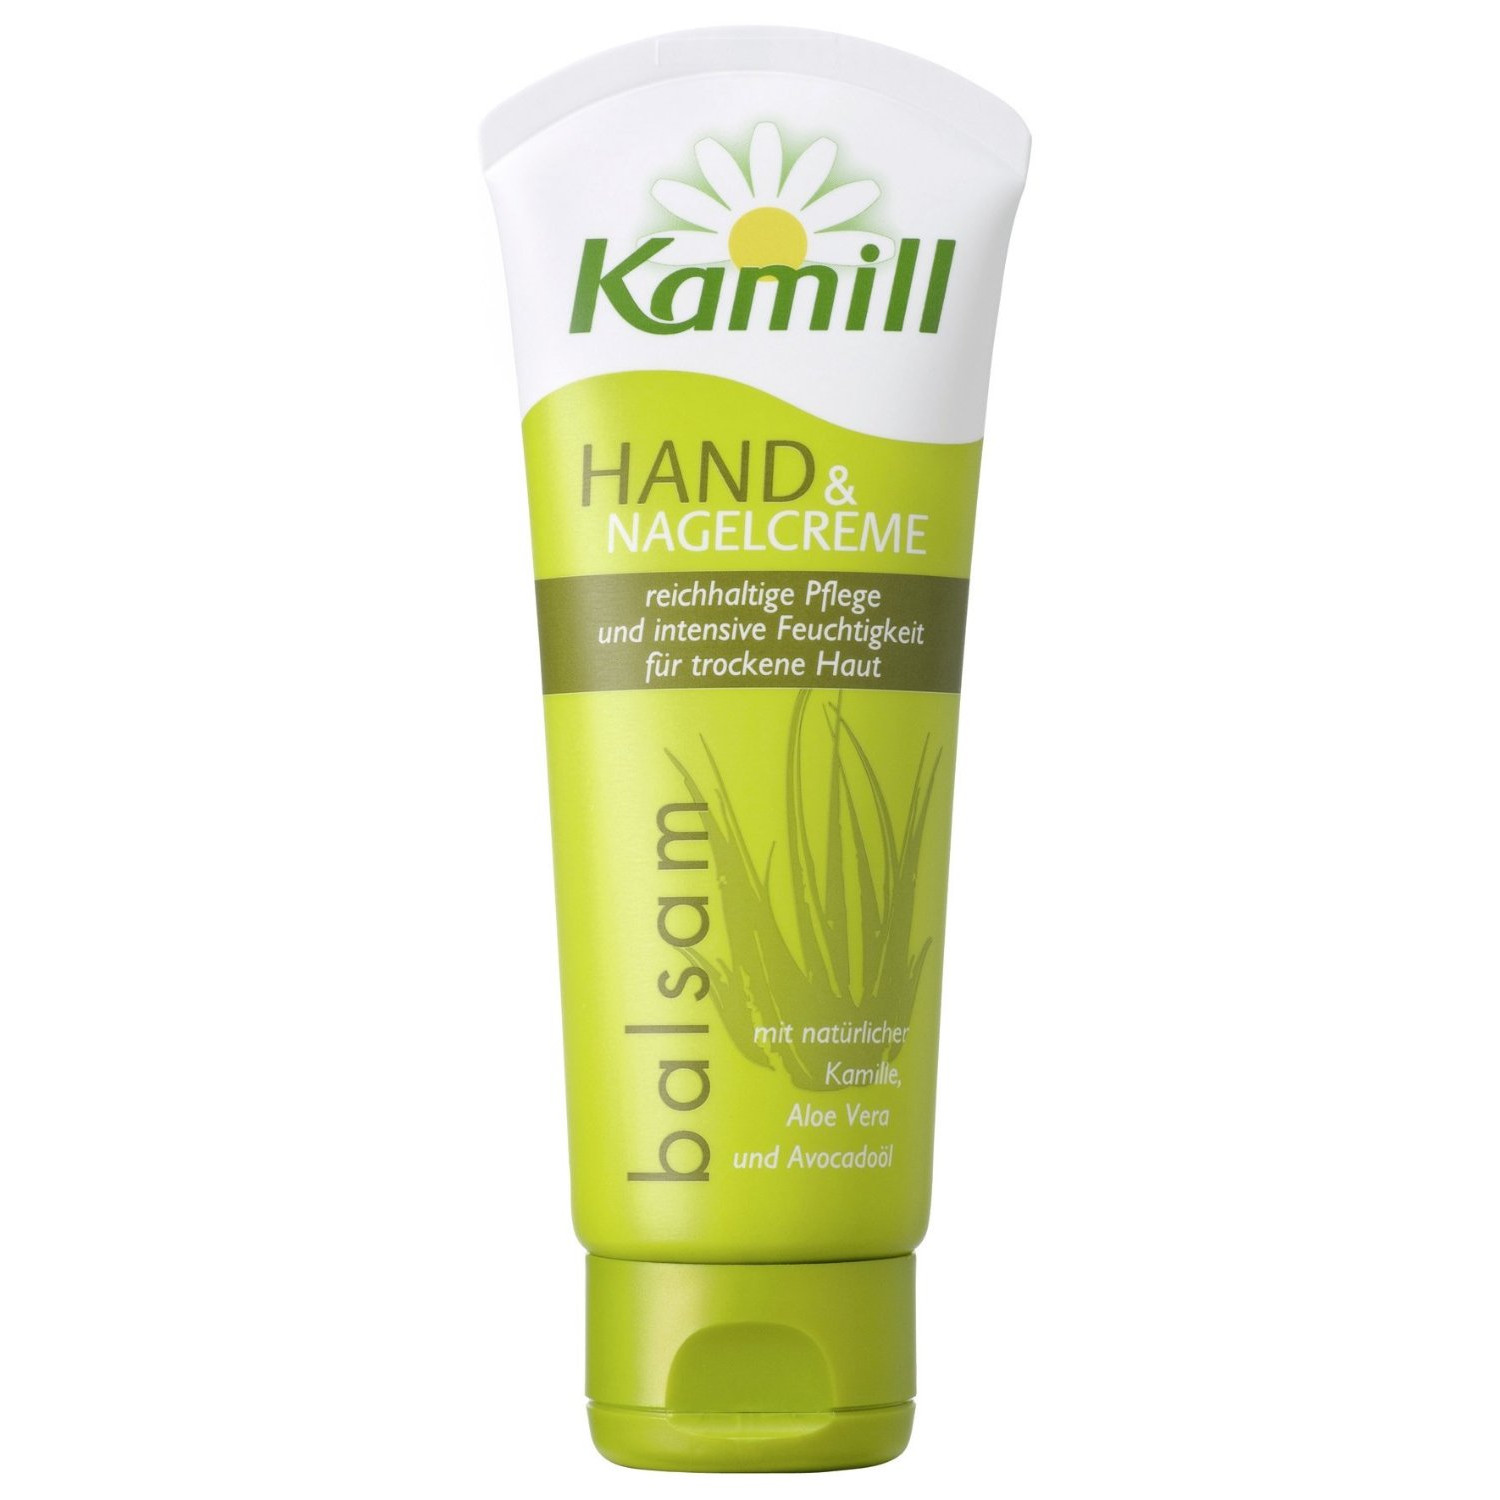 Kamill
HAND &
NAGELCREME
reichhaltige Pflege
und intensive Feuchtigkeit
für trockene Haut
balsam
mit natürlicher
Kamille,
Aloe Vera
und Avocadoöl